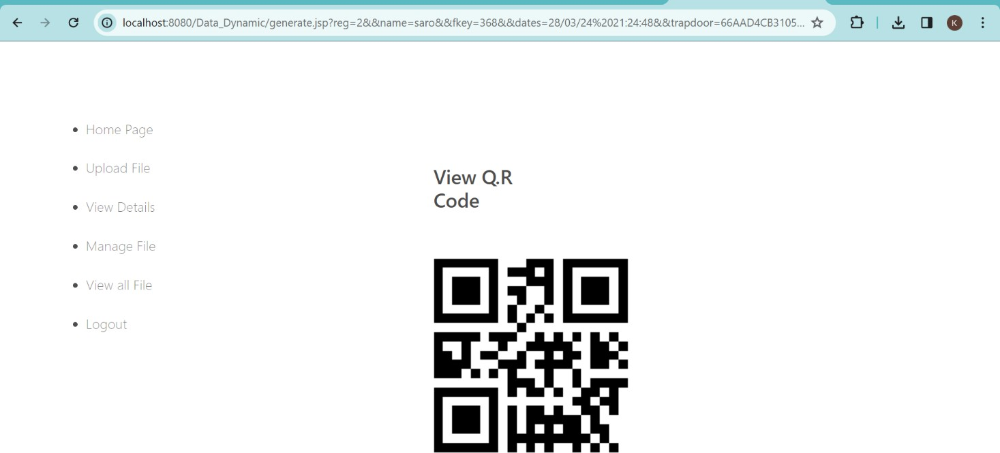 localhost:8080/Data_Dynamic/generate.jsp?reg=2&&name=saro&&fkey=368&&dates=28/03/24%2021:24:48&&trapdoor=66AAD4CB3105...
K
Home Page
Upload File
View Details
Manage File
View all File
Logout
View Q.R
Code